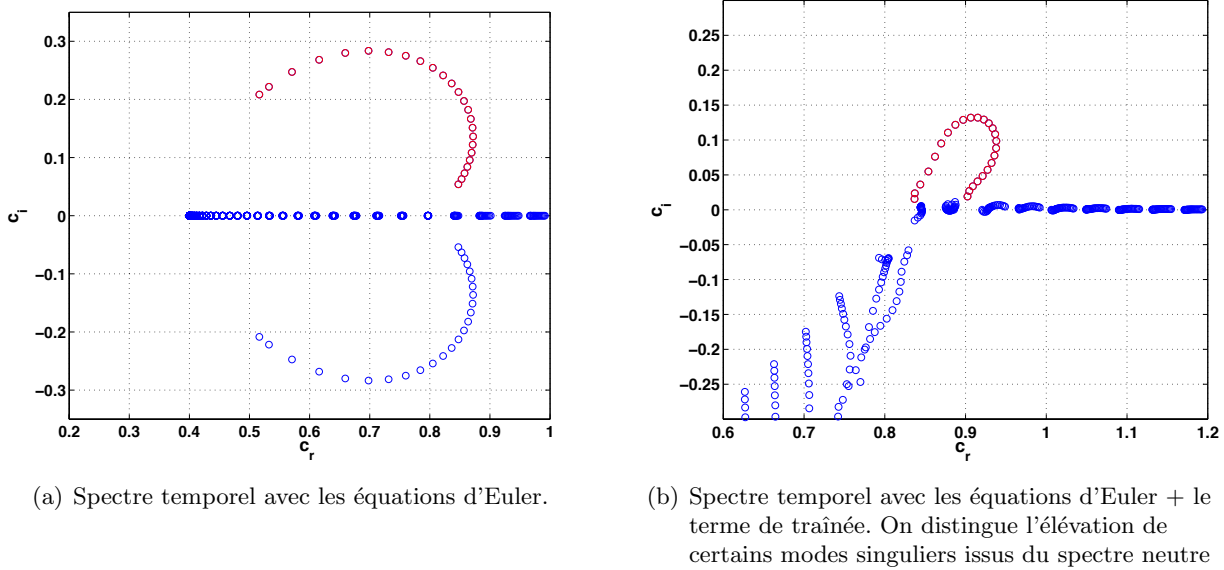 0.3
0.2
0.1
0
−0.1
−0.2
−0.3
c_i
0.2 0.3 0.4 0.5 0.6 0.7 0.8 0.9 1
c_r
(a) Spectre temporel avec les équations d'Euler.
0.25
0.2
0.15
0.1
0.05
0
−0.05
−0.1
−0.15
−0.2
−0.25
c_i
0.6 0.7 0.8 0.9 1 1.1 1.2
c_r
(b) Spectre temporel avec les équations d'Euler + le
terme de traînée. On distingue l'élévation de
certains modes singuliers issus du spectre neutre